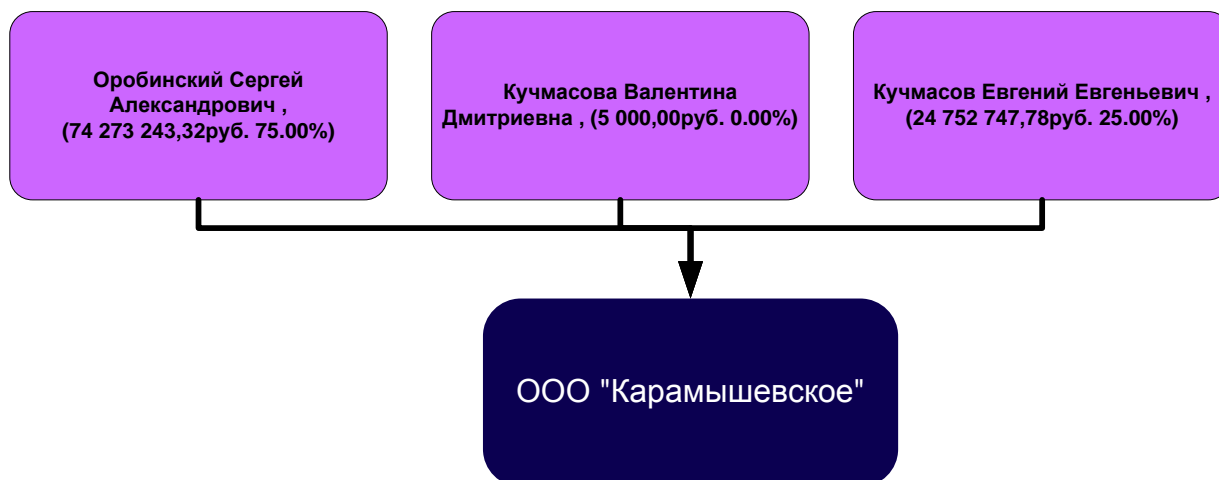 Оробинский Сергей
Александрович ,
(74 273 243,32руб. 75.00%)
Кучмасова Валентина
Дмитриевна , (5 000,00руб. 0.00%)
Кучмасов Евгений Евгеньевич ,
(24 752 747,78руб. 25.00%)
ООО "Карамышевское"